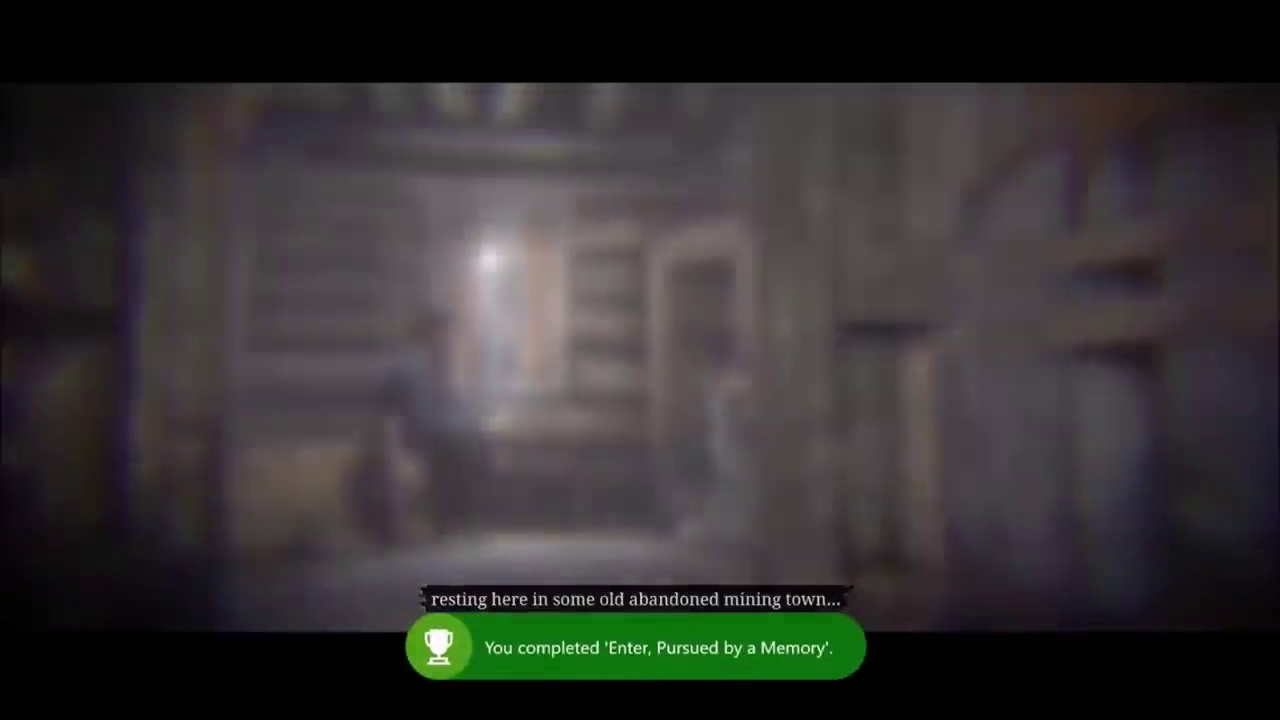 resting here in some old abandoned mining town...
You completed 'Enter, Pursued by a Memory'.